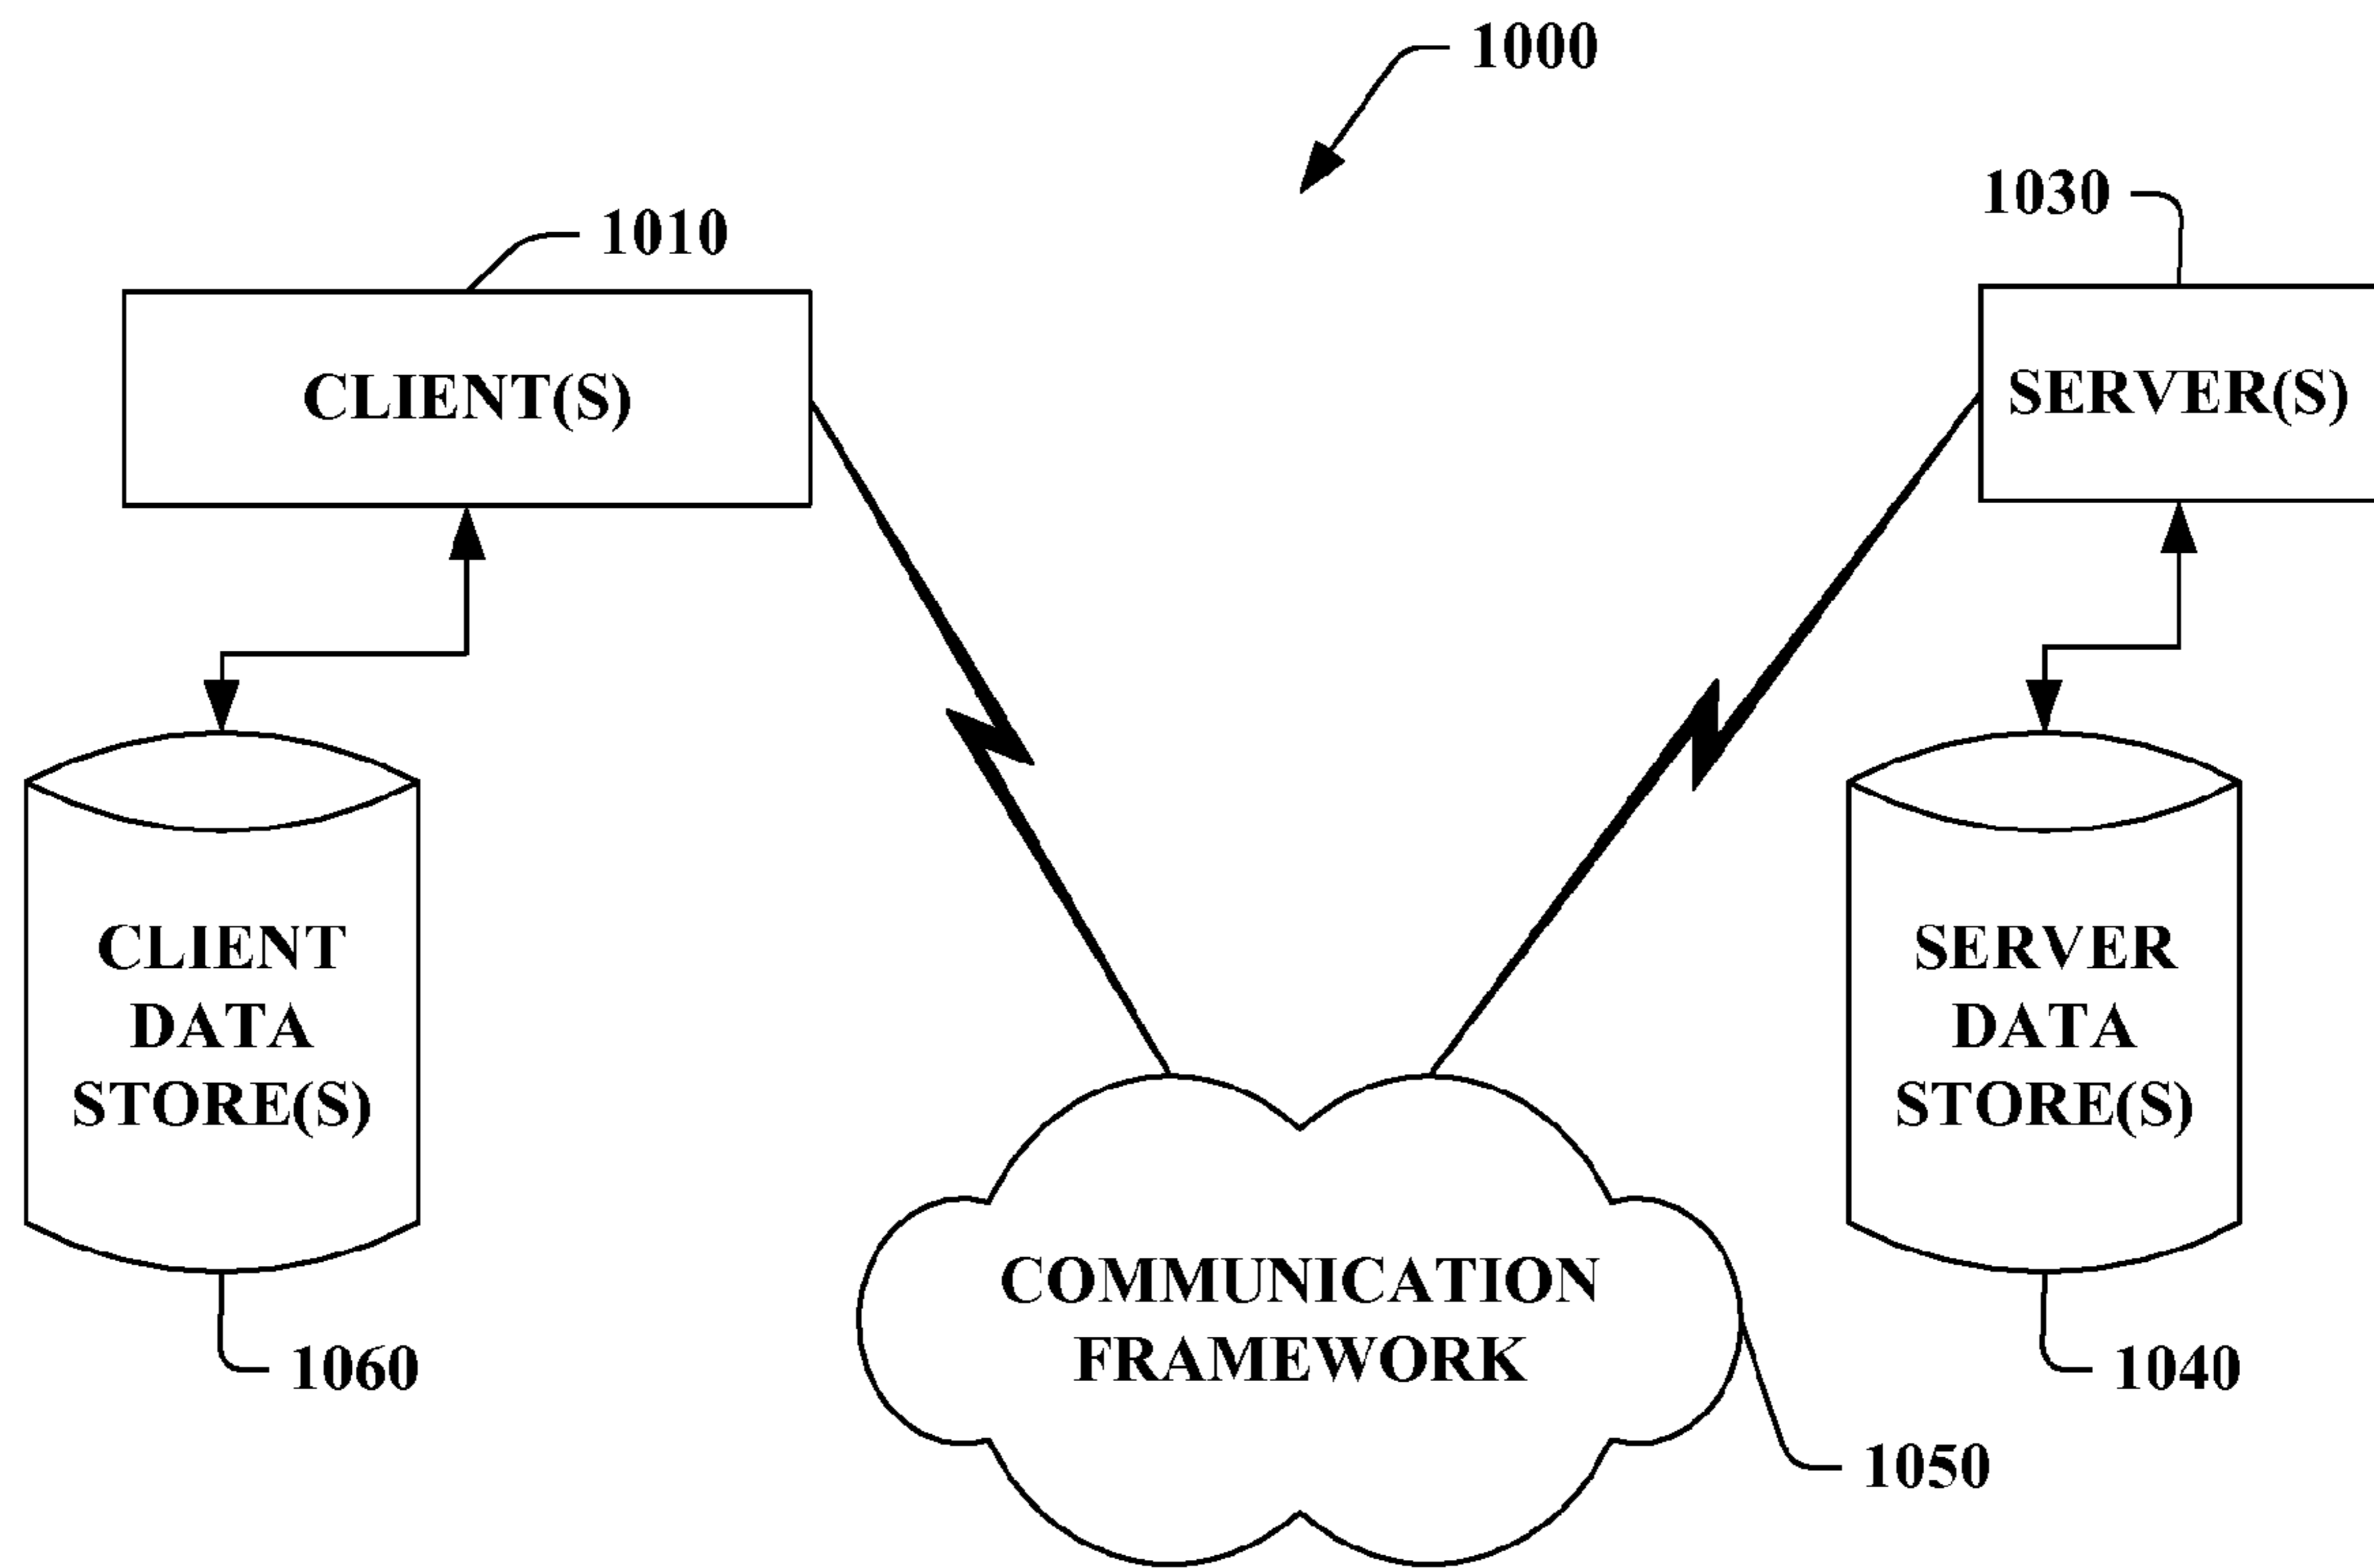 1000
1010
1030
CLIENT(S)
SERVER(S)
CLIENT
DATA
STORE(S)
SERVER
DATA
STORE(S)
COMMUNICATION
FRAMEWORK
1060
1040
1050